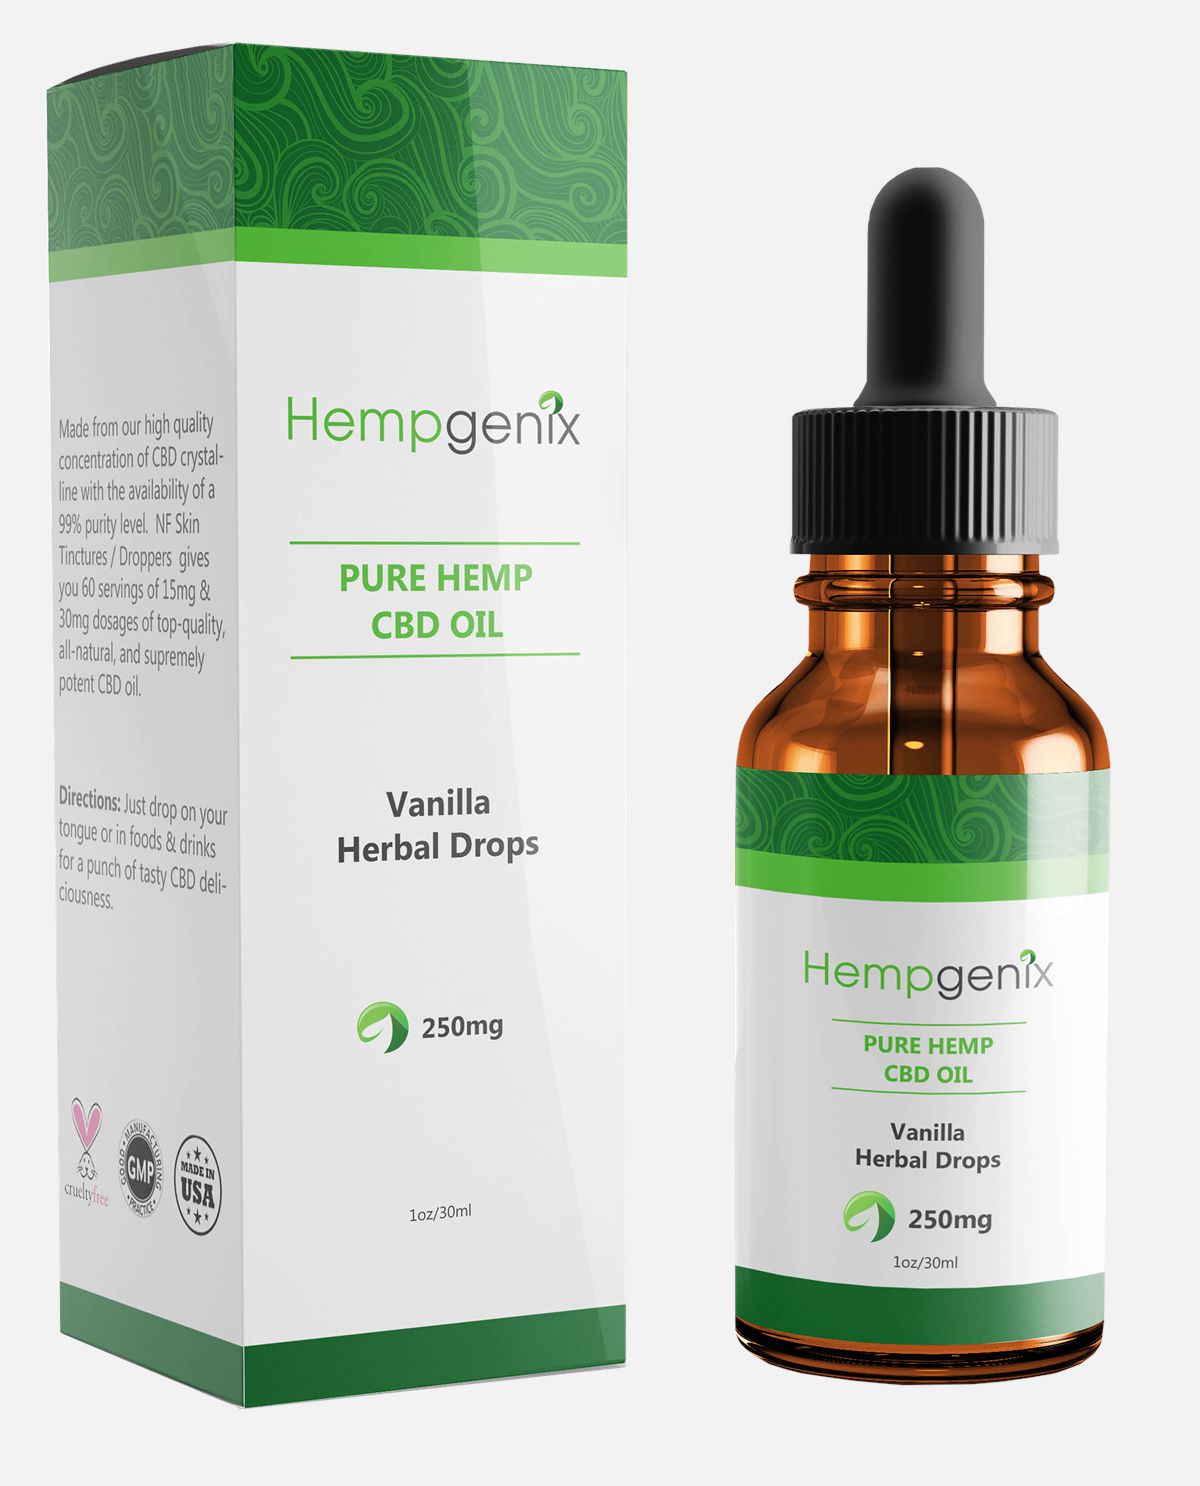 Made from our high quality
concentration of CBD crystal-
line with the availability of a
99% purity level.  NF Skin
Tinctures / Droppers  gives
you 60 servings of 15mg &
30mg dosages of top-quality,
all-natural, and supremely
potent CBD oil.
Directions: Just drop on your
tongue or in foods & drinks
for a punch of tasty CBD deli-
ciousness.
crueltyfree
GOOD MANUFACTURING
GMP
PRACTICE
MADE IN
USA
Hempgenix
PURE HEMP
CBD OIL
Vanilla
Herbal Drops
250mg
1oz/30ml
Hempgenix
PURE HEMP
CBD OIL
Vanilla
Herbal Drops
250mg
1oz/30ml